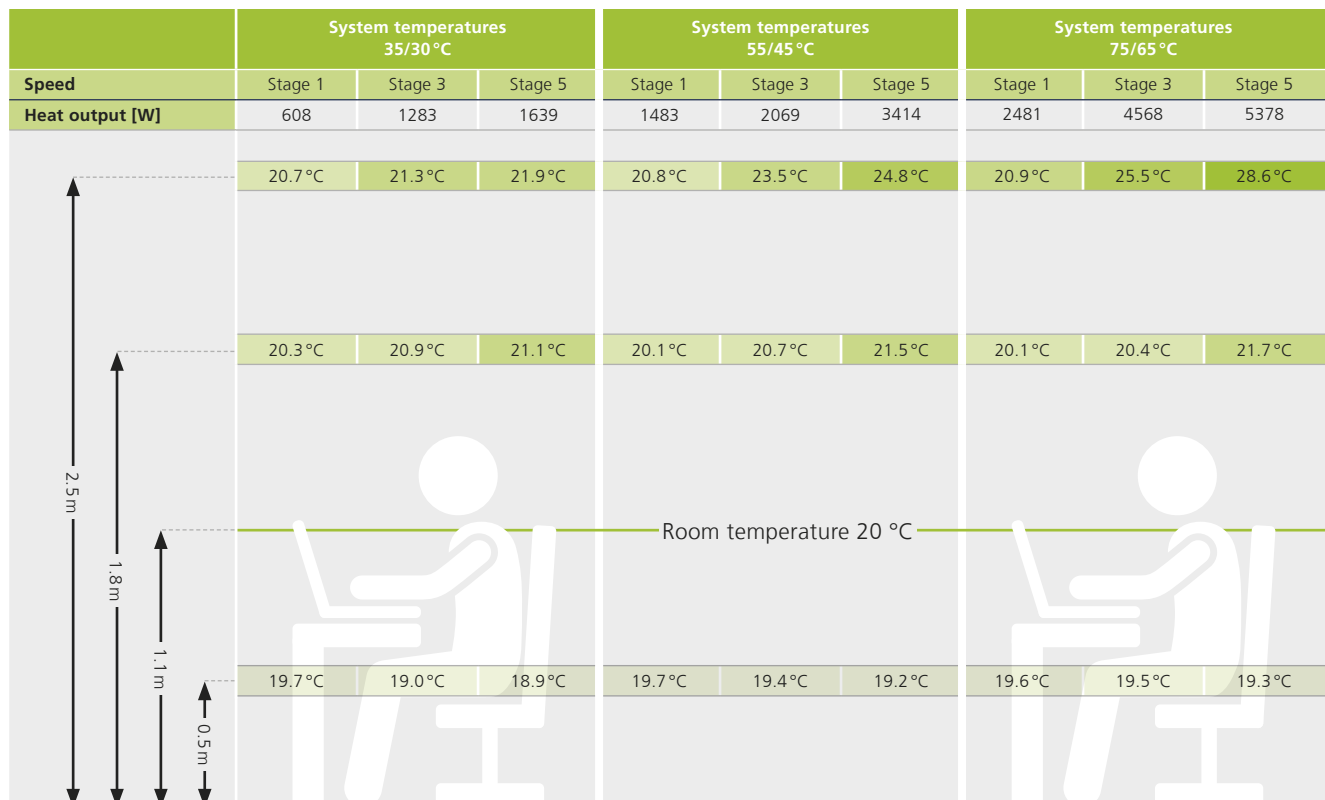 System temperatures 35/30 °C
System temperatures 55/45 °C
System temperatures 75/65 °C
Speed Stage 1 Stage 3 Stage 5 Stage 1 Stage 3 Stage 5 Stage 1 Stage 3 Stage 5
Heat output [W] 608 1283 1639 1483 2069 3414 2481 4568 5378
20.7 °C 21.3 °C 21.9 °C 20.8 °C 23.5 °C 24.8 °C 20.9 °C 25.5 °C 28.6 °C
20.3 °C 20.9 °C 21.1 °C 20.1 °C 20.7 °C 21.5 °C 20.1 °C 20.4 °C 21.7 °C
2.5 m
Room temperature 20 °C
1.8 m
1.1 m
19.7 °C 19.0 °C 18.9 °C 19.7 °C 19.4 °C 19.2 °C 19.6 °C 19.5 °C 19.3 °C
0.5 m